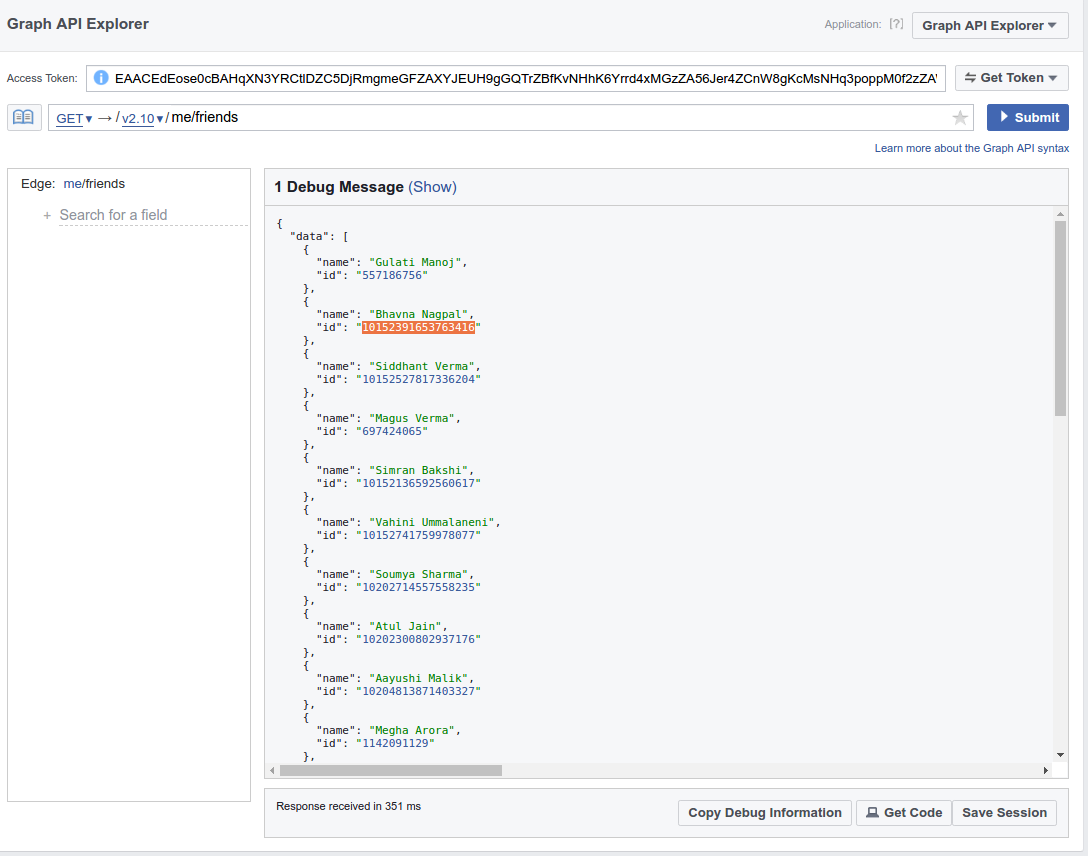 Graph API Explorer
Application: [?] Graph API Explorer
Access Token: EAACEdEose0cBAHqXN3YRCtlDZC5DjRmgmeGFZAXYJEUH9gGQTrZBfKvNHhK6Yrrd4xMGzZA56Jer4ZCnW8gKcMsNHq3poppM0f2zZA Get Token
GET → / v2.10 / me/friends Submit
Learn more about the Graph API syntax
Edge: me/friends
+ Search for a field
1 Debug Message (Show)
{
"data": [
{
"name": "Gulati Manoj",
"id": "557186756"
},
{
"name": "Bhavna Nagpal",
"id": "10152391653763416"
},
{
"name": "Siddhant Verma",
"id": "10152527817336204"
},
{
"name": "Magus Verma",
"id": "697424065"
},
{
"name": "Simran Bakshi",
"id": "10152136592560617"
},
{
"name": "Vahini Ummalaneni",
"id": "10152741759978077"
},
{
"name": "Soumya Sharma",
"id": "10202714557558235"
},
{
"name": "Atul Jain",
"id": "10202300802937176"
},
{
"name": "Aayushi Malik",
"id": "10204813871403327"
},
{
"name": "Megha Arora",
"id": "1142091129"
},
Response received in 351 ms
Copy Debug Information Get Code Save Session